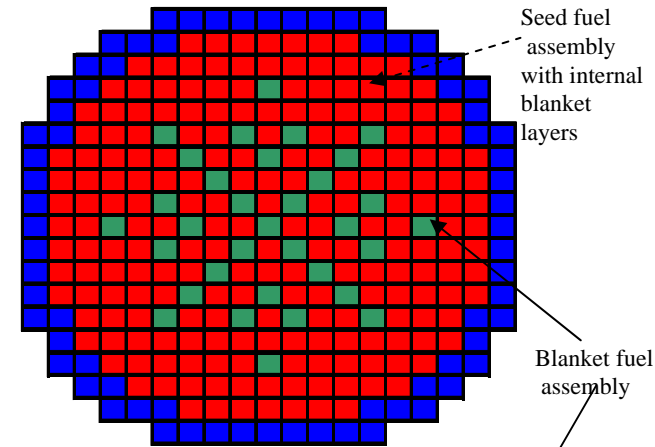 Seed fuel
assembly
with internal
blanket
layers
Blanket fuel
assembly